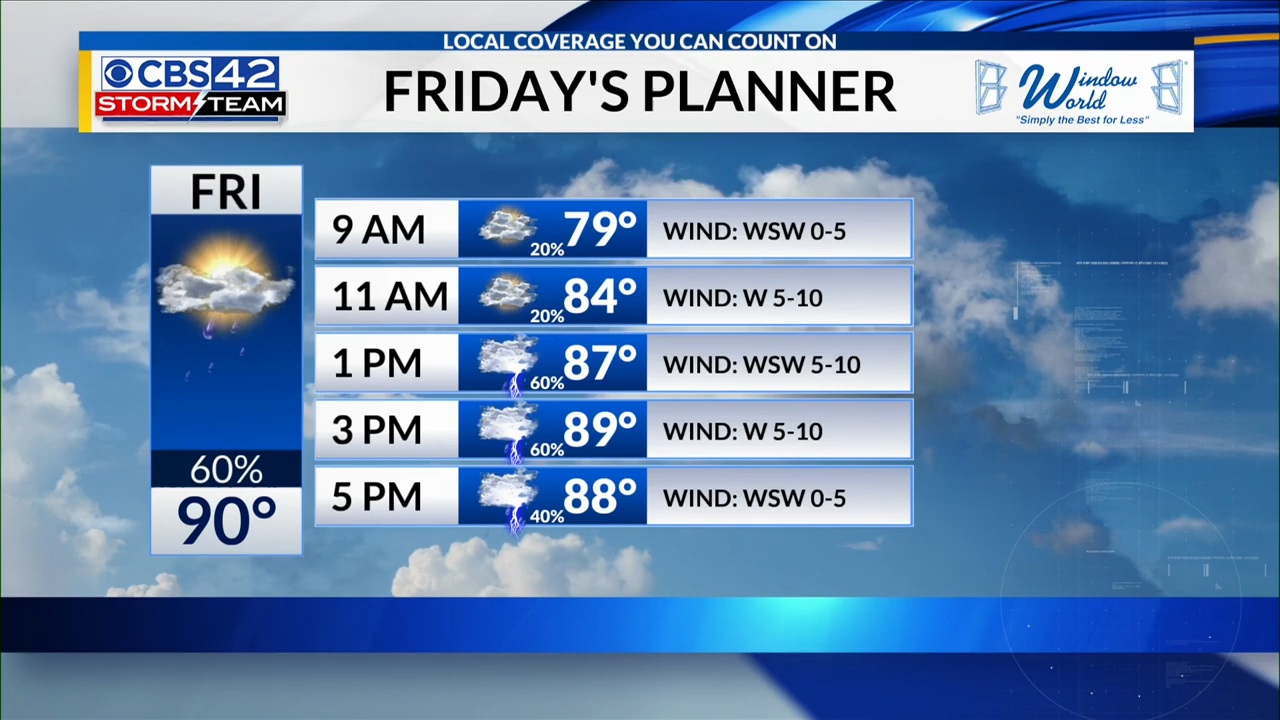 LOCAL COVERAGE YOU CAN COUNT ON
CBS 42
STORM TEAM
FRIDAY'S PLANNER
Window World
"Simply the Best for Less"
FRI
60%
90°
9 AM 20% 79° WIND: WSW 0-5
11 AM 20% 84° WIND: W 5-10
1 PM 60% 87° WIND: WSW 5-10
3 PM 60% 89° WIND: W 5-10
5 PM 40% 88° WIND: WSW 0-5